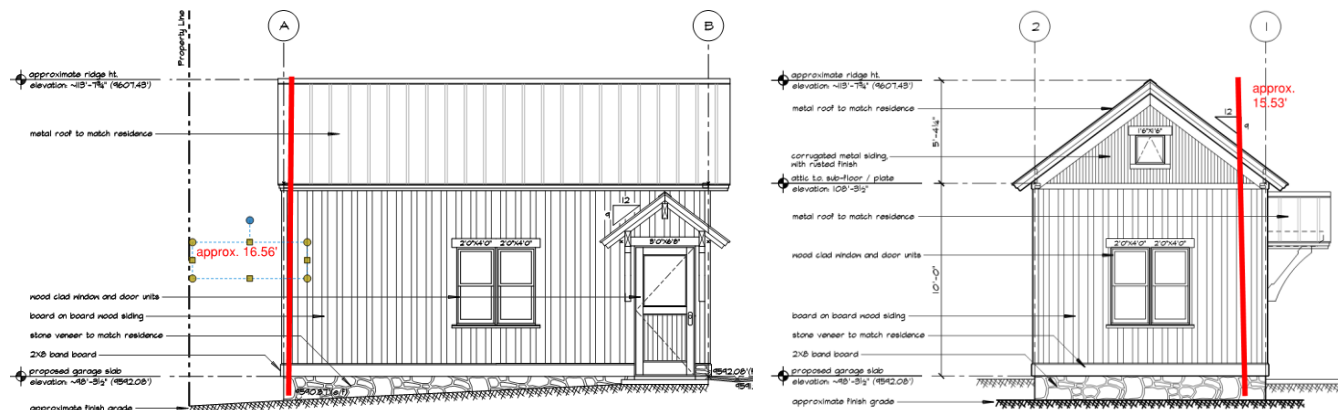 Property Line
A
B
approximate ridge ht.
elevation: ~113'-7¾" (9607.43')
metal roof to match residence
12
9
2'0"X4'0" 2'0"X4'0"
3'0"X6'8"
approx. 16.56'
wood clad window and door units
board on board wood siding
stone veneer to match residence
2X8 band board
proposed garage slab
elevation: ~98'-3½" (9592.08')
approximate finish grade
2
1
approximate ridge ht.
elevation: ~113'-7¾" (9607.43')
approx.
15.53'
metal roof to match residence
12
9
1'6"X1'6"
5'-4¼"
corrugated metal siding,
with rusted finish
attic t.o. sub-floor / plate
elevation: 108'-3½"
metal roof to match residence
2'0"X4'0" 2'0"X4'0"
wood clad window and door units
10'-0"
board on board wood siding
stone veneer to match residence
2X8 band board
proposed garage slab
elevation: ~98'-3½" (9592.08')
approximate finish grade